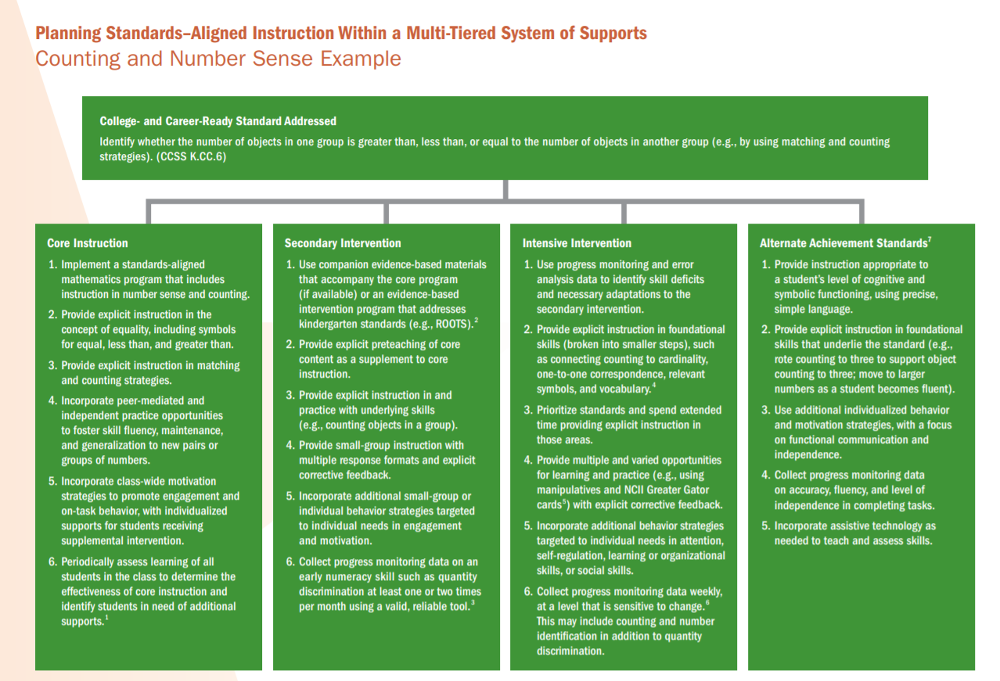 Planning Standards–Aligned Instruction Within a Multi-Tiered System of Supports
Counting and Number Sense Example
College- and Career-Ready Standard Addressed
Identify whether the number of objects in one group is greater than, less than, or equal to the number of objects in another group (e.g., by using matching and counting
strategies). (CCSS K.CC.6)
Core Instruction
1. Implement a standards-aligned
mathematics program that includes
instruction in number sense and counting.
2. Provide explicit instruction in the
concept of equality, including symbols
for equal, less than, and greater than.
3. Provide explicit instruction in matching
and counting strategies.
4. Incorporate peer-mediated and
independent practice opportunities
to foster skill fluency, maintenance,
and generalization to new pairs or
groups of numbers.
5. Incorporate class-wide motivation
strategies to promote engagement and
on-task behavior, with individualized
supports for students receiving
supplemental intervention.
6. Periodically assess learning of all
students in the class to determine the
effectiveness of core instruction and
identify students in need of additional
supports.1
Secondary Intervention
1. Use companion evidence-based materials
that accompany the core program
(if available) or an evidence-based
intervention program that addresses
kindergarten standards (e.g., ROOTS).2
2. Provide explicit preteaching of core
content as a supplement to core
instruction.
3. Provide explicit instruction in and
practice with underlying skills
(e.g., counting objects in a group).
4. Provide small-group instruction with
multiple response formats and explicit
corrective feedback.
5. Incorporate additional small-group or
individual behavior strategies targeted
to individual needs in engagement
and motivation.
6. Collect progress monitoring data on an
early numeracy skill such as quantity
discrimination at least one or two times
per month using a valid, reliable tool.3
Intensive Intervention
1. Use progress monitoring and error
analysis data to identify skill deficits
and necessary adaptations to the
secondary intervention.
2. Provide explicit instruction in foundational
skills (broken into smaller steps), such
as connecting counting to cardinality,
one-to-one correspondence, relevant
symbols, and vocabulary.4
3. Prioritize standards and spend extended
time providing explicit instruction in
those areas.
4. Provide multiple and varied opportunities
for learning and practice (e.g., using
manipulatives and NCII Greater Gator
cards5) with explicit corrective feedback.
5. Incorporate additional behavior strategies
targeted to individual needs in attention,
self-regulation, learning or organizational
skills, or social skills.
6. Collect progress monitoring data weekly,
at a level that is sensitive to change.6
This may include counting and number
identification in addition to quantity
discrimination.
Alternate Achievement Standards7
1. Provide instruction appropriate to
a student's level of cognitive and
symbolic functioning, using precise,
simple language.
2. Provide explicit instruction in foundational
skills that underlie the standard (e.g.,
rote counting to three to support object
counting to three; move to larger
numbers as a student becomes fluent).
3. Use additional individualized behavior
and motivation strategies, with a focus
on functional communication and
independence.
4. Collect progress monitoring data
on accuracy, fluency, and level of
independence in completing tasks.
5. Incorporate assistive technology as
needed to teach and assess skills.